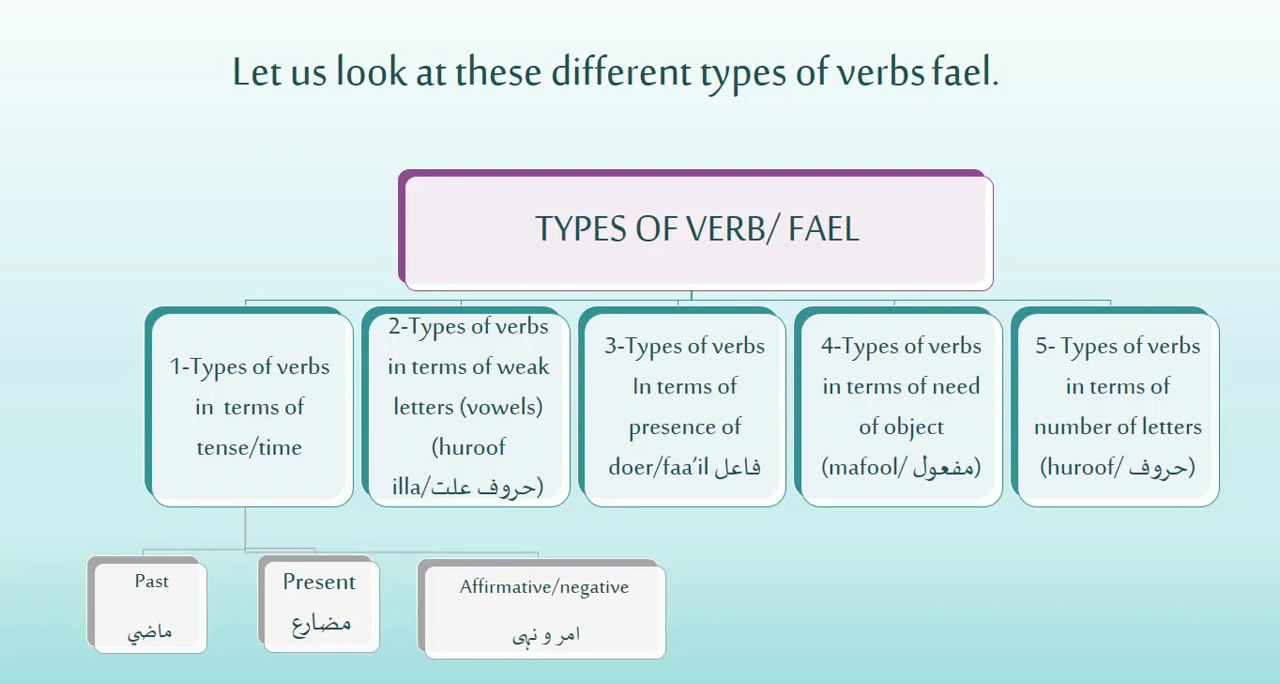 Let us look at these different types of verbs fael.
TYPES OF VERB/ FAEL
1-Types of verbs
in terms of
tense/time
2-Types of verbs
in terms of weak
letters (vowels)
(huroof
illa/حروف علت)
3-Types of verbs
In terms of
presence of
doer/faa’il فاعل
4-Types of verbs
in terms of need
of object
(mafool/ مفعول)
5- Types of verbs
in terms of
number of letters
(huroof/ حروف)
Past
ماضي
Present
مضارع
Affirmative/negative
امر و نہی